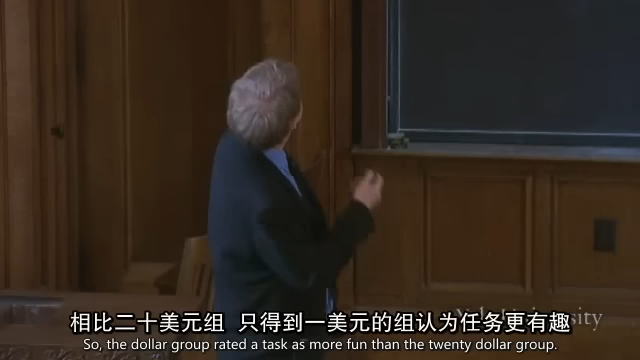 相比二十美元组 只得到一美元的组认为任务更有趣
So, the dollar group rated a task as more fun than the twenty dollar group.